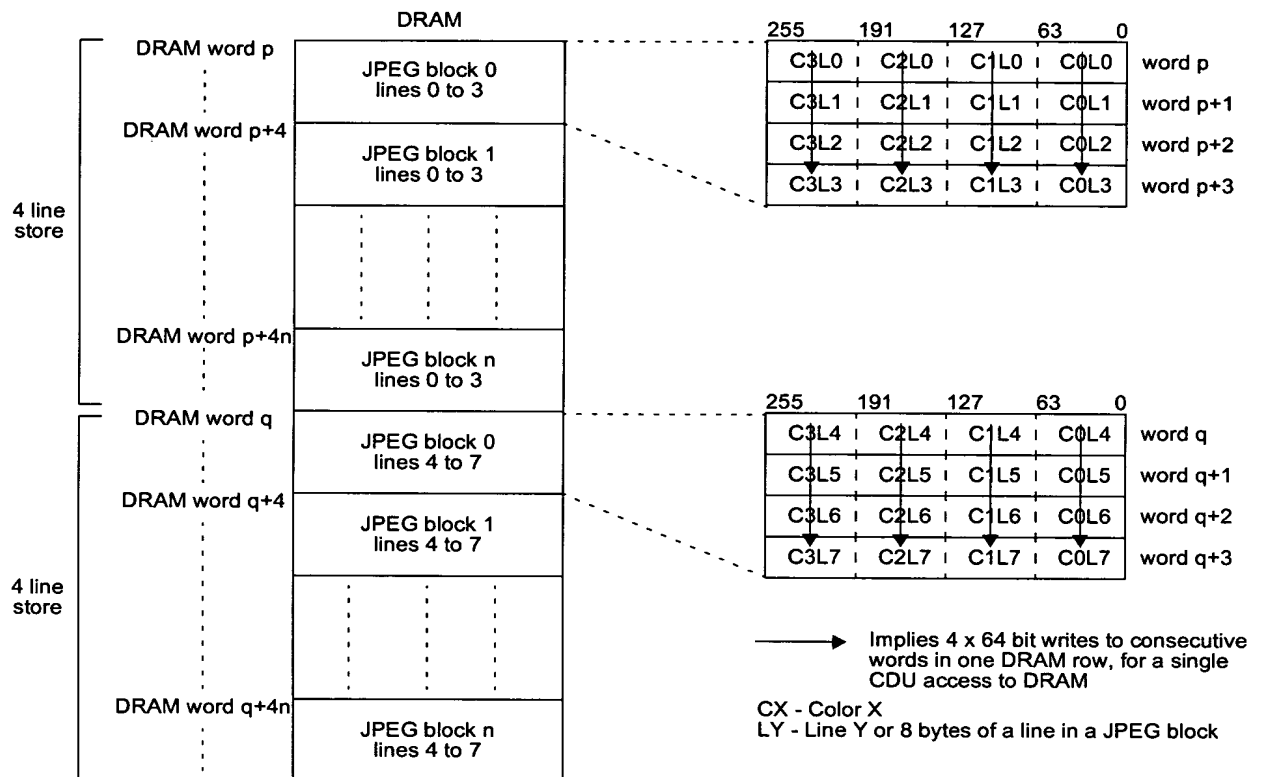 DRAM
DRAM word p
JPEG block 0
lines 0 to 3
DRAM word p+4
JPEG block 1
lines 0 to 3
4 line
store
DRAM word p+4n
JPEG block n
lines 0 to 3
DRAM word q
JPEG block 0
lines 4 to 7
DRAM word q+4
JPEG block 1
lines 4 to 7
4 line
store
DRAM word q+4n
JPEG block n
lines 4 to 7
255 191 127 63 0
C3L0 C2L0 C1L0 C0L0 word p
C3L1 C2L1 C1L1 C0L1 word p+1
C3L2 C2L2 C1L2 C0L2 word p+2
C3L3 C2L3 C1L3 C0L3 word p+3
255 191 127 63 0
C3L4 C2L4 C1L4 C0L4 word q
C3L5 C2L5 C1L5 C0L5 word q+1
C3L6 C2L6 C1L6 C0L6 word q+2
C3L7 C2L7 C1L7 C0L7 word q+3
Implies 4 x 64 bit writes to consecutive
words in one DRAM row, for a single
CDU access to DRAM
CX - Color X
LY - Line Y or 8 bytes of a line in a JPEG block